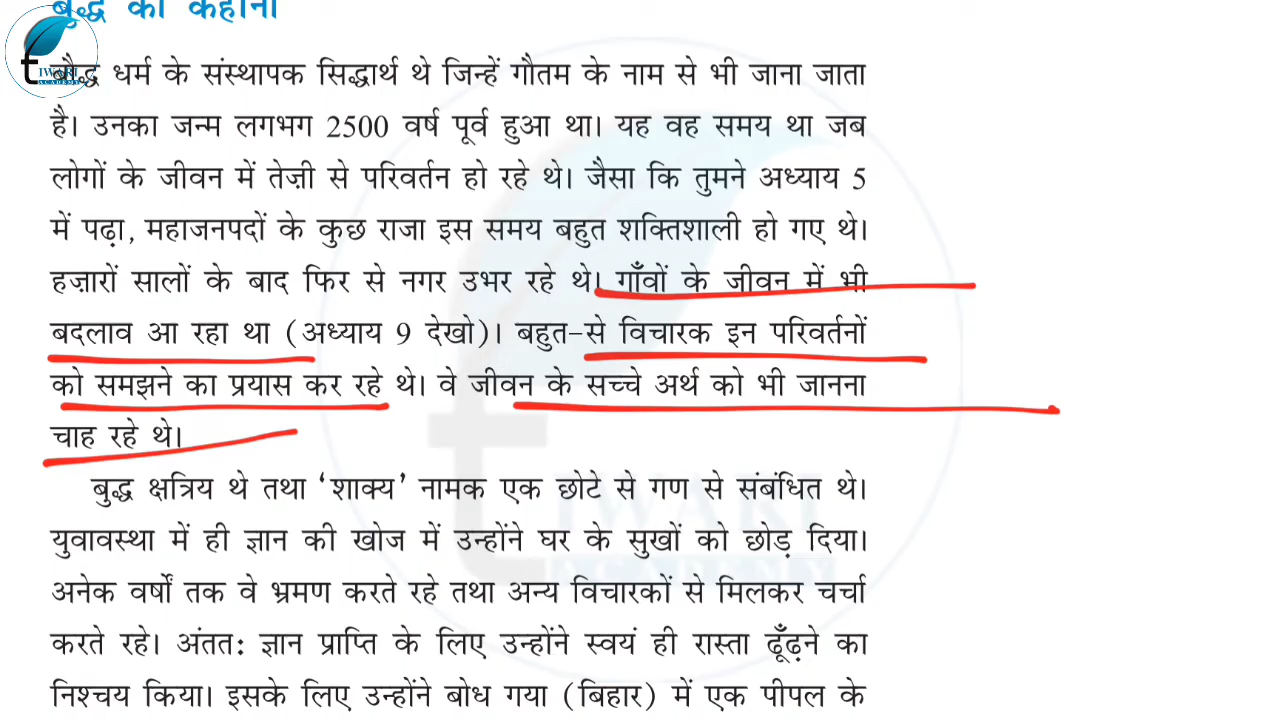 बुद्ध की कहानी
बौद्ध धर्म के संस्थापक सिद्धार्थ थे जिन्हें गौतम के नाम से भी जाना जाता
है। उनका जन्म लगभग 2500 वर्ष पूर्व हुआ था। यह वह समय था जब
लोगों के जीवन में तेज़ी से परिवर्तन हो रहे थे। जैसा कि तुमने अध्याय 5
में पढ़ा, महाजनपदों के कुछ राजा इस समय बहुत शक्तिशाली हो गए थे।
हज़ारों सालों के बाद फिर से नगर उभर रहे थे। गाँवों के जीवन में भी
बदलाव आ रहा था (अध्याय 9 देखो)। बहुत-से विचारक इन परिवर्तनों
को समझने का प्रयास कर रहे थे। वे जीवन के सच्चे अर्थ को भी जानना
चाह रहे थे।
बुद्ध क्षत्रिय थे तथा ‘शाक्य’ नामक एक छोटे से गण से संबंधित थे।
युवावस्था में ही ज्ञान की खोज में उन्होंने घर के सुखों को छोड़ दिया।
अनेक वर्षों तक वे भ्रमण करते रहे तथा अन्य विचारकों से मिलकर चर्चा
करते रहे। अंततः ज्ञान प्राप्ति के लिए उन्होंने स्वयं ही रास्ता ढूँढ़ने का
निश्चय किया। इसके लिए उन्होंने बोध गया (बिहार) में एक पीपल के
tIWARI
ACADEMY